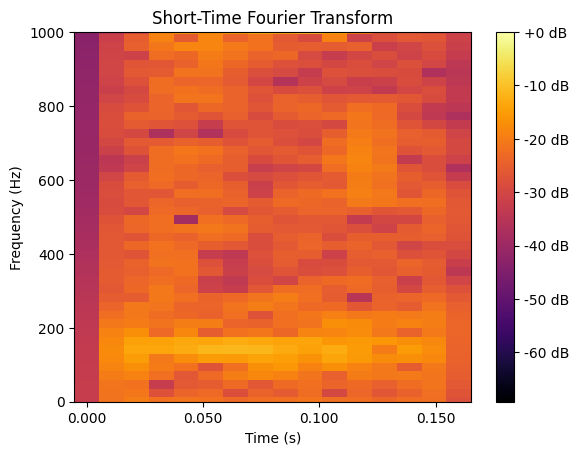 Short-Time Fourier Transform
Frequency (Hz)
1000
800
600
400
200
0
0.000
0.050
0.100
0.150
Time (s)
+0 dB
-10 dB
-20 dB
-30 dB
-40 dB
-50 dB
-60 dB